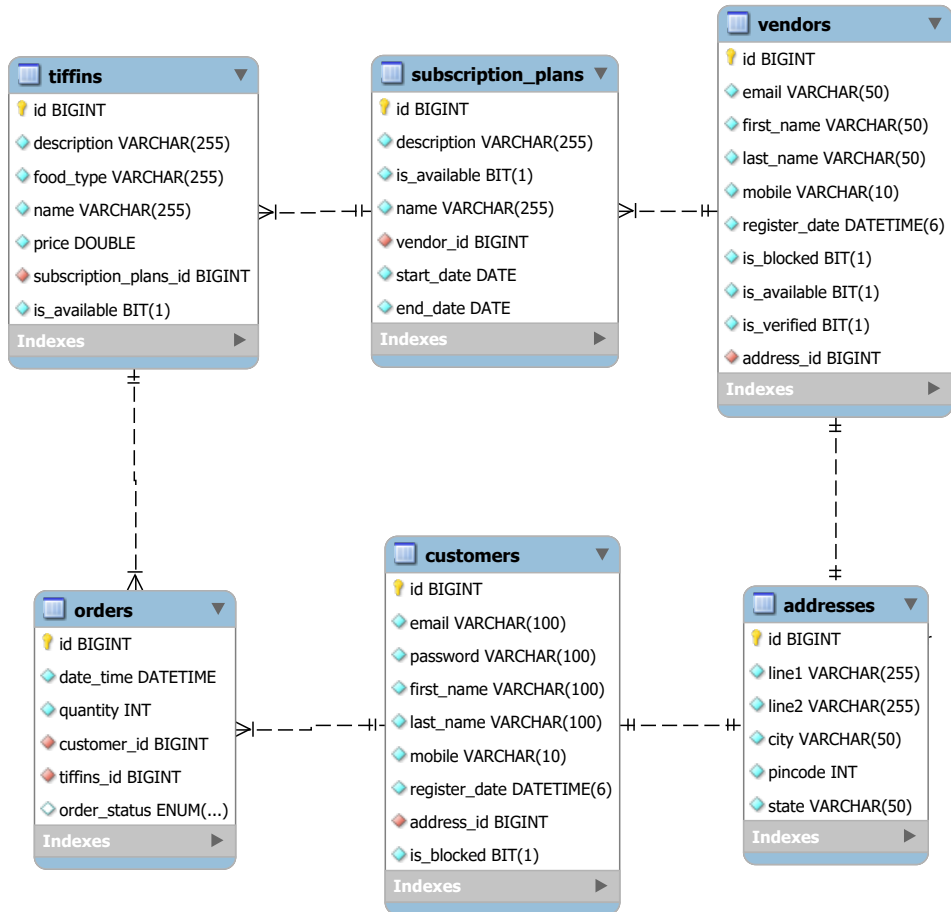 tiffins
id BIGINT
description VARCHAR(255)
food_type VARCHAR(255)
name VARCHAR(255)
price DOUBLE
subscription_plans_id BIGINT
is_available BIT(1)
Indexes
subscription_plans
id BIGINT
description VARCHAR(255)
is_available BIT(1)
name VARCHAR(255)
vendor_id BIGINT
start_date DATE
end_date DATE
Indexes
vendors
id BIGINT
email VARCHAR(50)
first_name VARCHAR(50)
last_name VARCHAR(50)
mobile VARCHAR(10)
register_date DATETIME(6)
is_blocked BIT(1)
is_available BIT(1)
is_verified BIT(1)
address_id BIGINT
Indexes
orders
id BIGINT
date_time DATETIME
quantity INT
customer_id BIGINT
tiffins_id BIGINT
order_status ENUM(...)
Indexes
customers
id BIGINT
email VARCHAR(100)
password VARCHAR(100)
first_name VARCHAR(100)
last_name VARCHAR(100)
mobile VARCHAR(10)
register_date DATETIME(6)
address_id BIGINT
is_blocked BIT(1)
Indexes
addresses
id BIGINT
line1 VARCHAR(255)
line2 VARCHAR(255)
city VARCHAR(50)
pincode INT
state VARCHAR(50)
Indexes